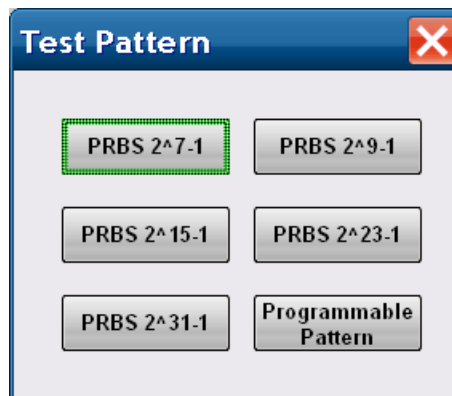 Test Pattern
PRBS 2^7-1
PRBS 2^9-1
PRBS 2^15-1
PRBS 2^23-1
PRBS 2^31-1
Programmable
Pattern